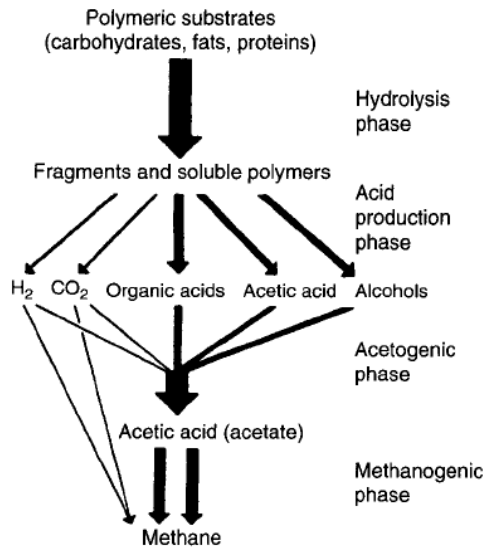 Polymeric substrates
(carbohydrates, fats, proteins)
Hydrolysis
phase
Fragments and soluble polymers
Acid
production
phase
H2 CO2 Organic acids Acetic acid Alcohols
Acetogenic
phase
Acetic acid (acetate)
Methanogenic
phase
Methane